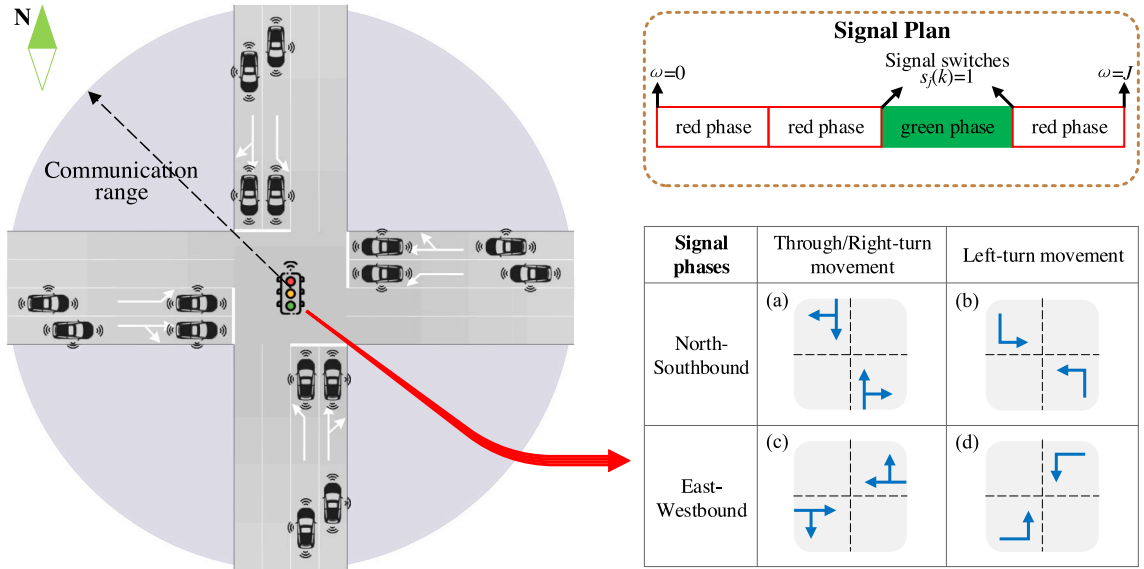 N
Communication
range
Signal Plan
Signal switches
s_j(k)=1
ω=0
ω=J
red phase
red phase
green phase
red phase
Signal
phases
Through/Right-turn
movement
Left-turn movement
North-
Southbound
(a)
(b)
East-
Westbound
(c)
(d)